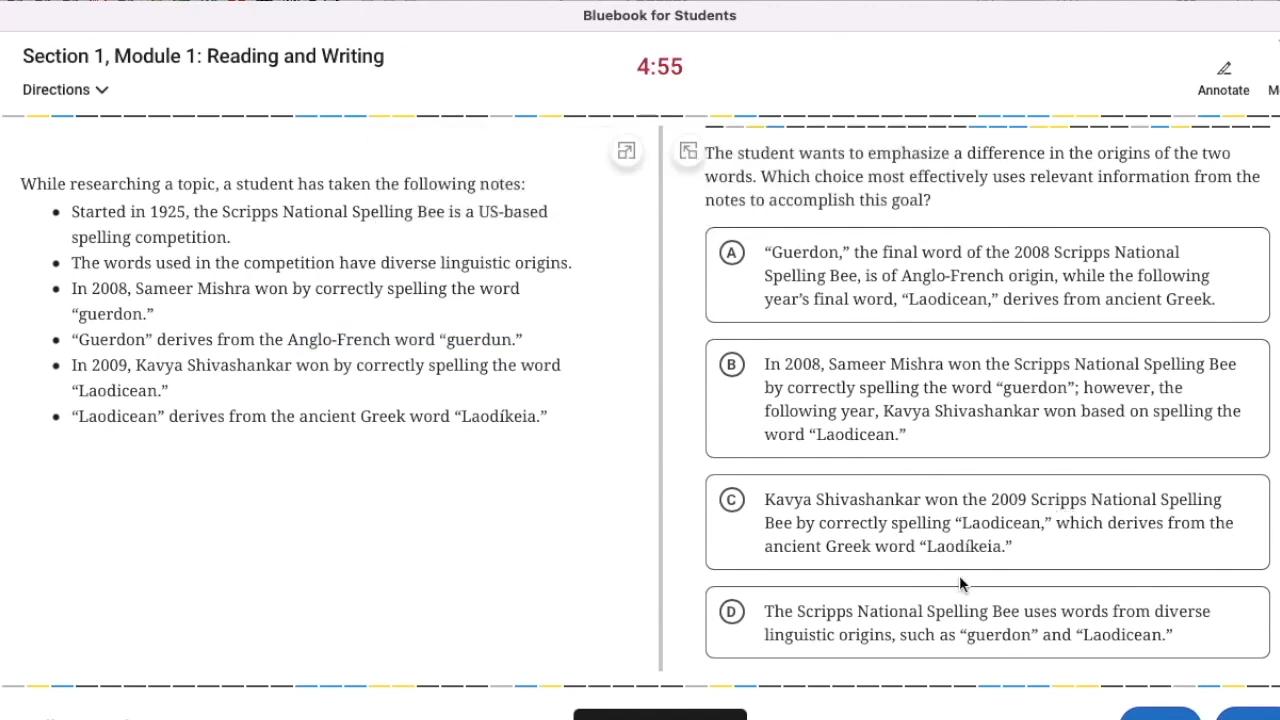 Bluebook for Students
Section 1, Module 1: Reading and Writing
4:55
Directions
Annotate
While researching a topic, a student has taken the following notes:
• Started in 1925, the Scripps National Spelling Bee is a US-based
spelling competition.
• The words used in the competition have diverse linguistic origins.
• In 2008, Sameer Mishra won by correctly spelling the word
“guerdon.”
• “Guerdon” derives from the Anglo-French word “guerdun.”
• In 2009, Kavya Shivashankar won by correctly spelling the word
“Laodicean.”
• “Laodicean” derives from the ancient Greek word “Laodíkeia.”
The student wants to emphasize a difference in the origins of the two
words. Which choice most effectively uses relevant information from the
notes to accomplish this goal?
A “Guerdon,” the final word of the 2008 Scripps National
Spelling Bee, is of Anglo-French origin, while the following
year’s final word, “Laodicean,” derives from ancient Greek.
B In 2008, Sameer Mishra won the Scripps National Spelling Bee
by correctly spelling the word “guerdon”; however, the
following year, Kavya Shivashankar won based on spelling the
word “Laodicean.”
C Kavya Shivashankar won the 2009 Scripps National Spelling
Bee by correctly spelling “Laodicean,” which derives from the
ancient Greek word “Laodíkeia.”
D The Scripps National Spelling Bee uses words from diverse
linguistic origins, such as “guerdon” and “Laodicean.”